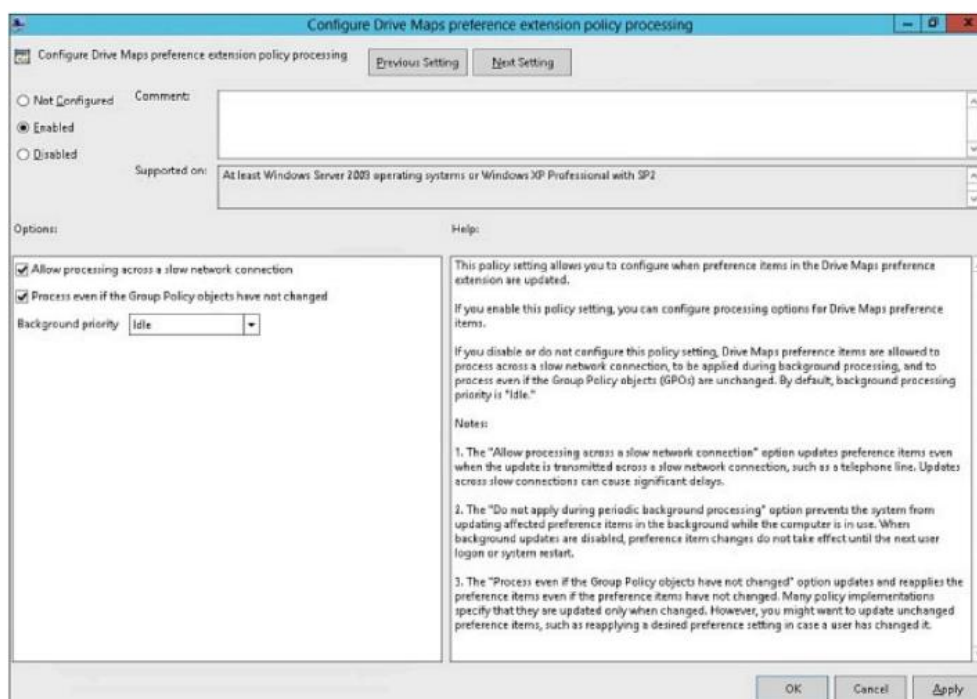 Configure Drive Maps preference extension policy processing
Configure Drive Maps preference extension policy processing
Previous Setting
Next Setting
Not Configured
Comment:
Enabled
Disabled
Supported on:
At least Windows Server 2003 operating systems or Windows XP Professional with SP2
Options:
Help:
Allow processing across a slow network connection
Process even if the Group Policy objects have not changed
Background priority
Idle
This policy setting allows you to configure when preference items in the Drive Maps preference
extension are updated.
If you enable this policy setting, you can configure processing options for Drive Maps preference
items.
If you disable or do not configure this policy setting, Drive Maps preference items are allowed to
process across a slow network connection, to be applied during background processing, and to
process even if the Group Policy objects (GPOs) are unchanged. By default, background processing
priority is "Idle."
Notes:
1. The "Allow processing across a slow network connection" option updates preference items even
when the update is transmitted across a slow network connection, such as a telephone line. Updates
across slow connections can cause significant delays.
2. The "Do not apply during periodic background processing" option prevents the system from
updating affected preference items in the background while the computer is in use. When
background updates are disabled, preference item changes do not take effect until the next user
logon or system restart.
3. The "Process even if the Group Policy objects have not changed" option updates and reapplies the
preference items even if the preference items have not changed. Many policy implementations
specify that they are updated only when changed. However, you might want to update unchanged
preference items, such as reapplying a desired preference setting in case a user has changed it.
OK
Cancel
Apply